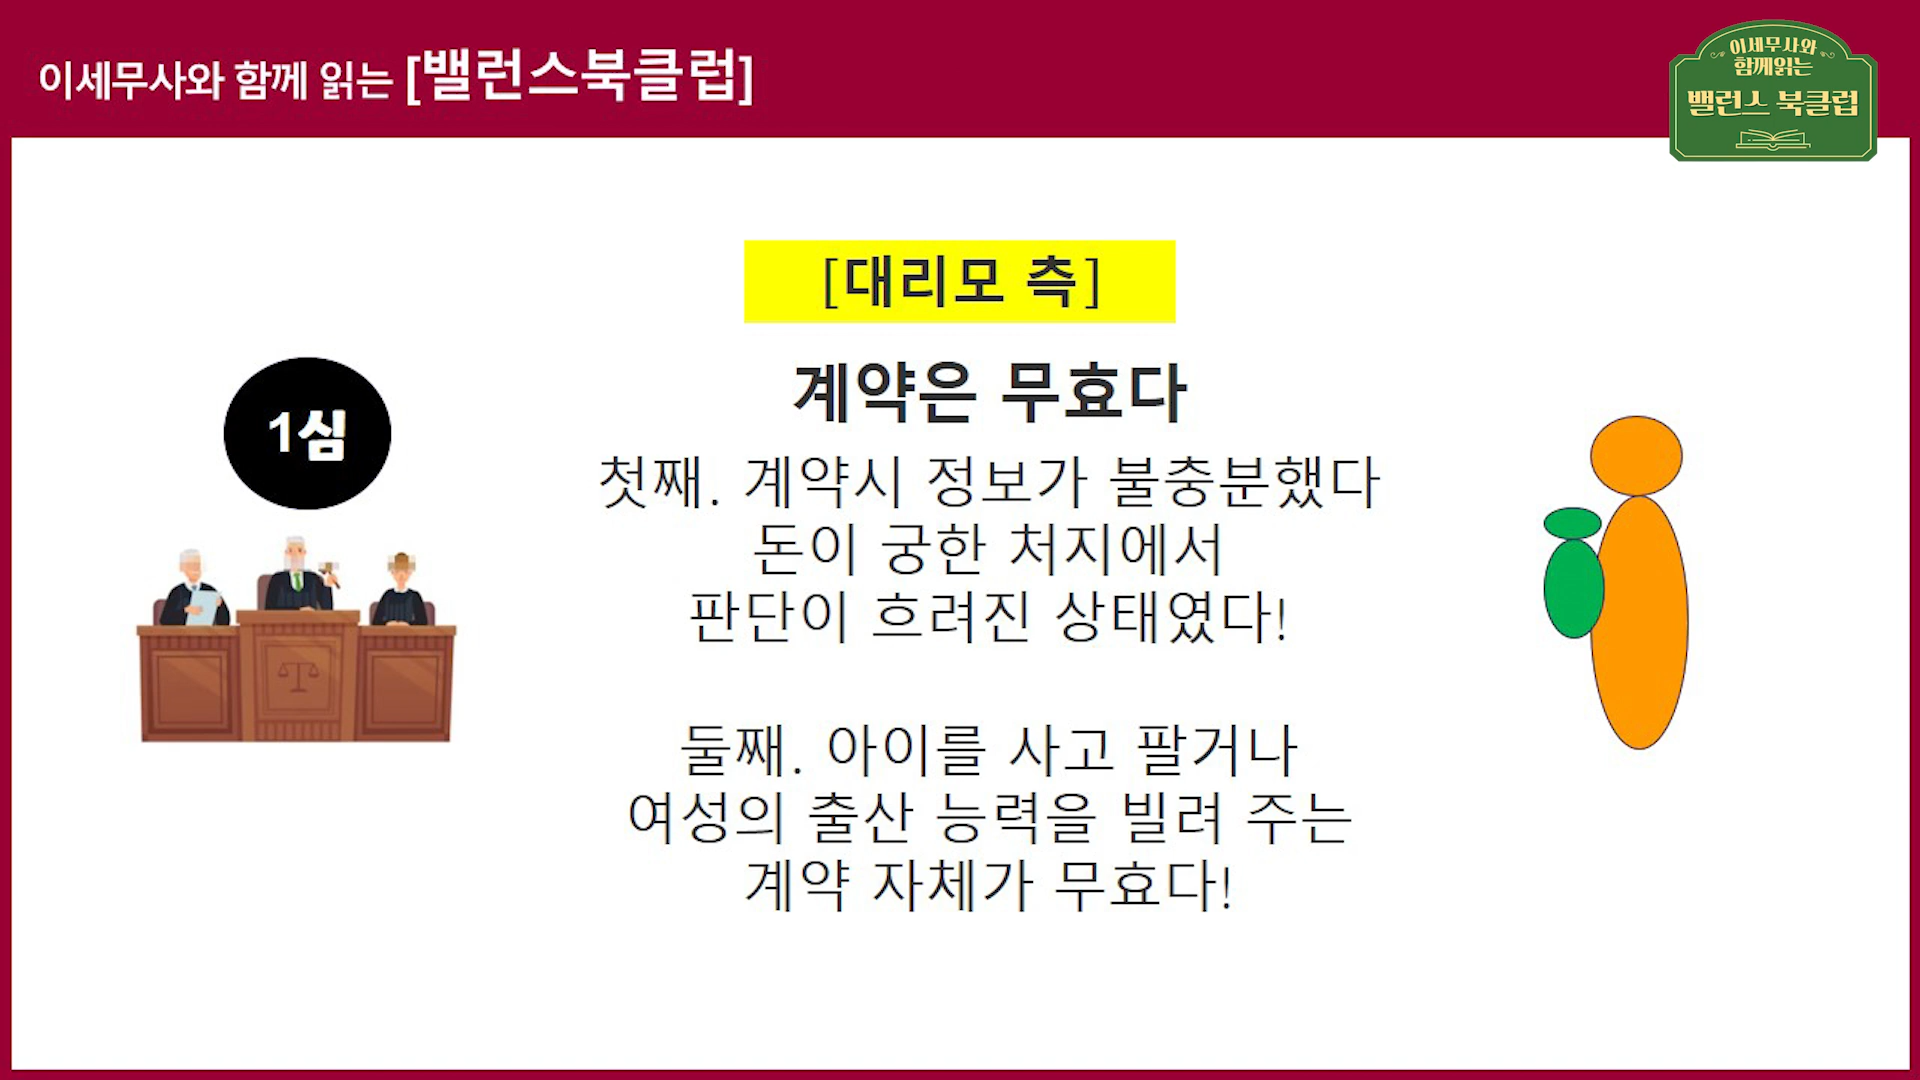 이세무사와 함께 읽는 [밸런스북클럽]
이세무사와
함께읽는
밸런스 북클럽
[대리모 측]
계약은 무효다
1심
첫째. 계약시 정보가 불충분했다
돈이 궁한 처지에서
판단이 흐려진 상태였다!
둘째. 아이를 사고 팔거나
여성의 출산 능력을 빌려 주는
계약 자체가 무효다!